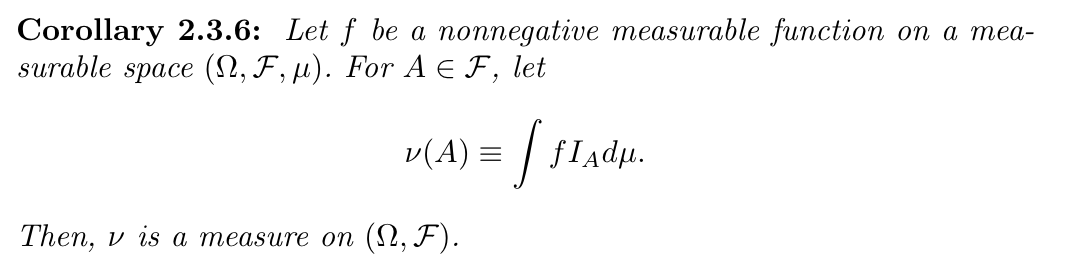 Corollary 2.3.6: Let f be a nonnegative measurable function on a mea-
surable space (Ω, ℱ, μ). For A ∈ ℱ, let
ν(A) ≡ ∫ f I_A dμ.
Then, ν is a measure on (Ω, ℱ).